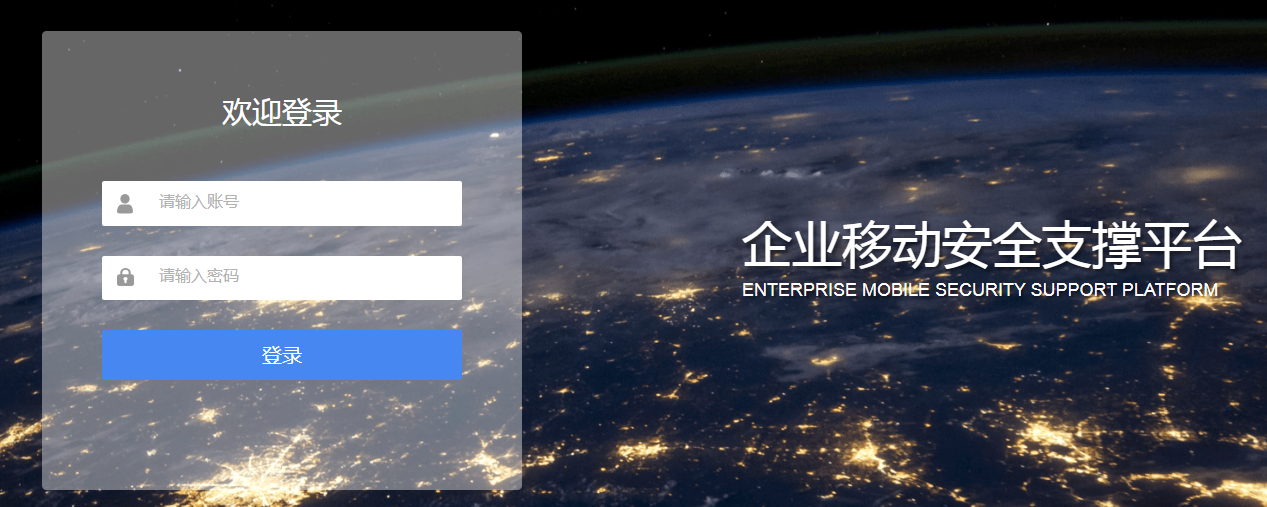 欢迎登录
请输入账号
请输入密码
登录
企业移动安全支撑平台
ENTERPRISE MOBILE SECURITY SUPPORT PLATFORM